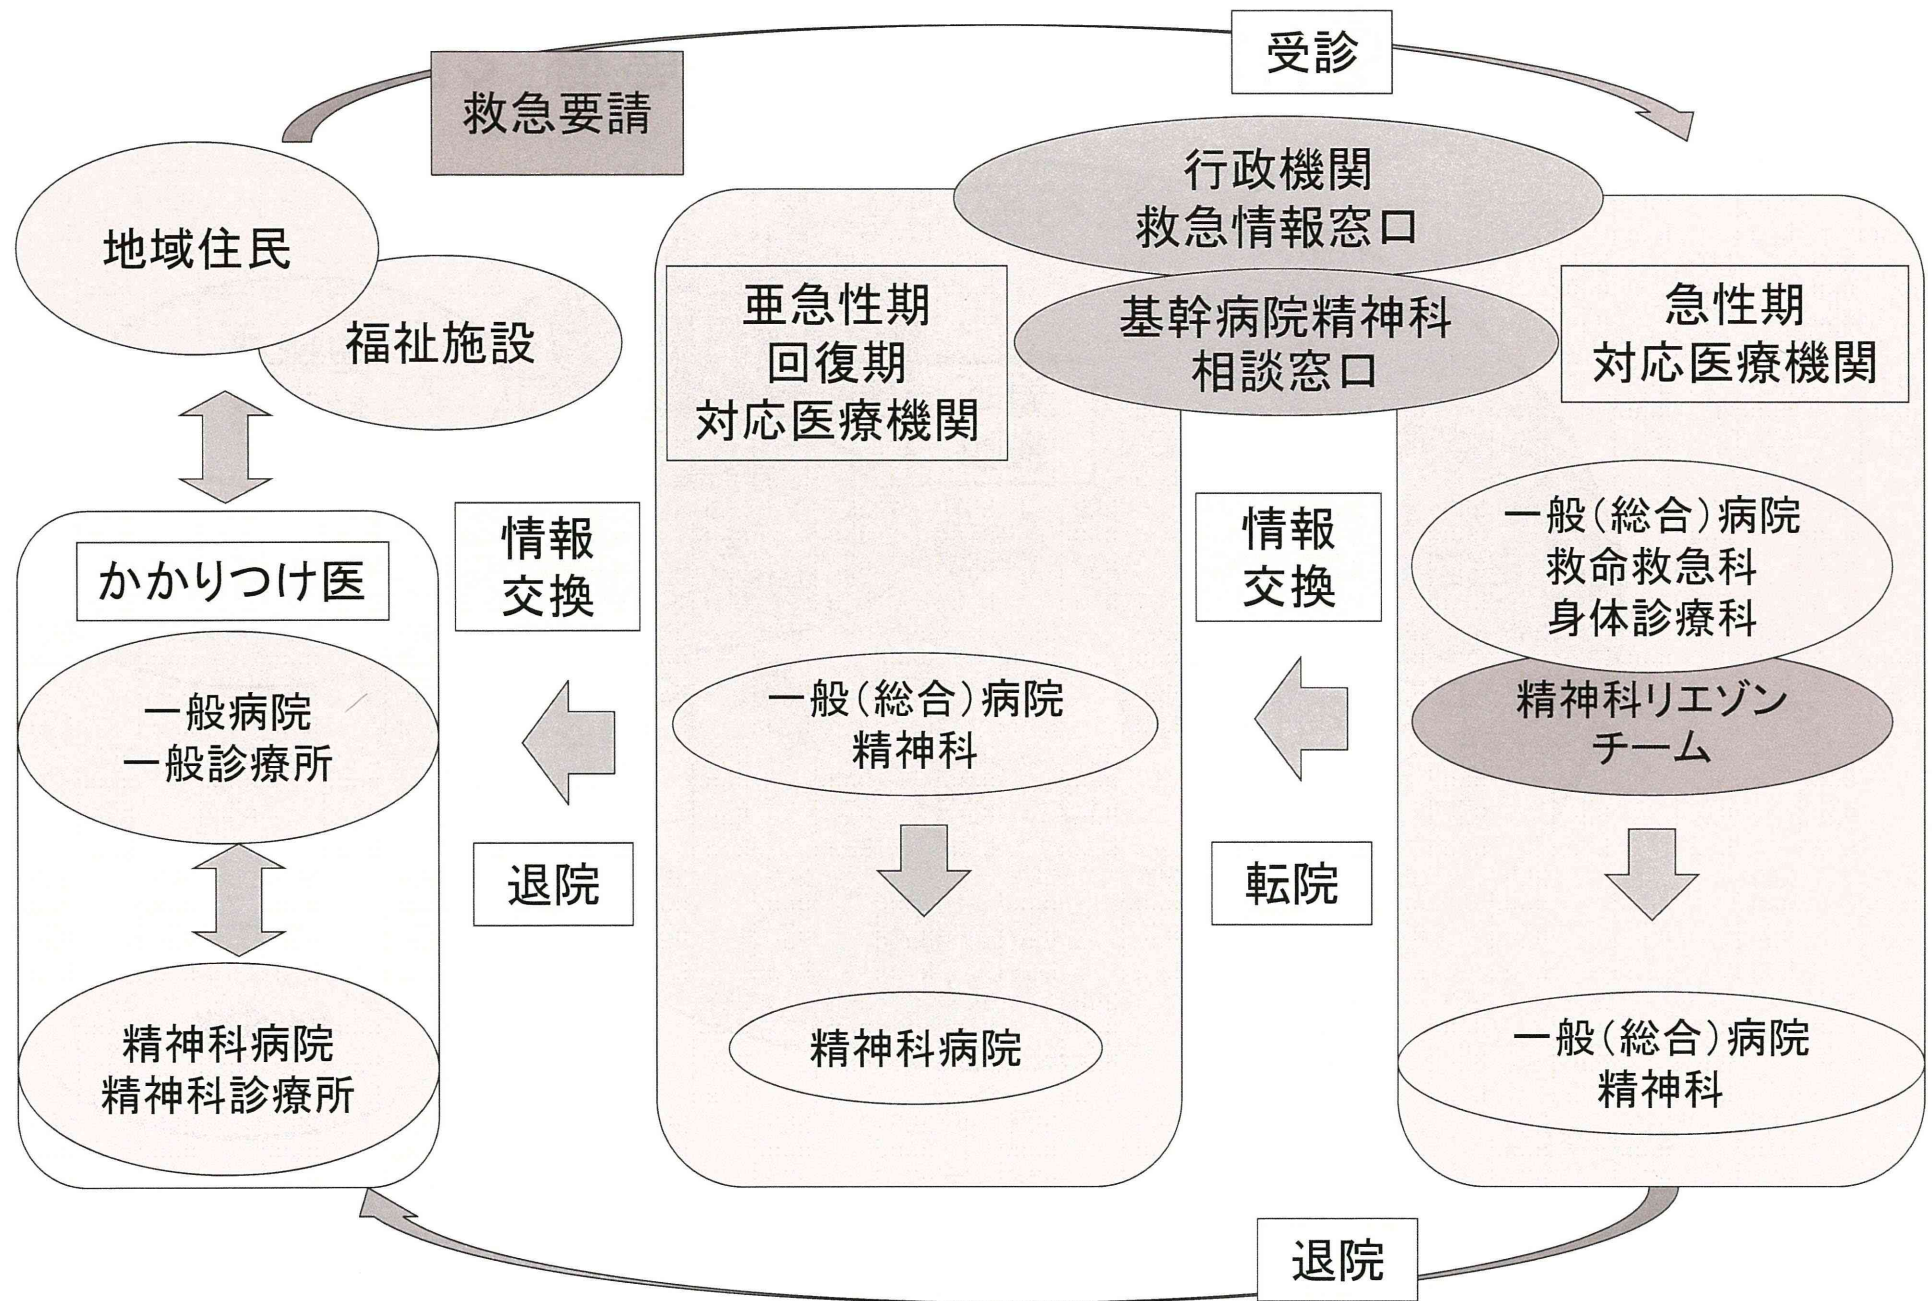 救急要請
受診
地域住民
福祉施設
行政機関
救急情報窓口
基幹病院精神科
相談窓口
かかりつけ医
一般病院
一般診療所
精神科病院
精神科診療所
情報
交換
退院
亜急性期
回復期
対応医療機関
一般(総合)病院
精神科
精神科病院
情報
交換
転院
急性期
対応医療機関
一般(総合)病院
救命救急科
身体診療科
精神科リエゾン
チーム
一般(総合)病院
精神科
退院